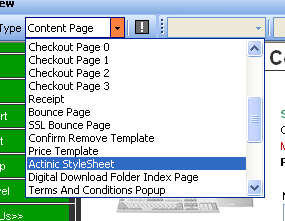 ew
Type Content Page
Checkout Page 0
Checkout Page 1
Checkout Page 2
Checkout Page 3
Receipt
Bounce Page
SSL Bounce Page
Confirm Remove Template
Price Template
Actinic StyleSheet
Digital Download Folder Index Page
Terms And Conditions Popup
rt
p
vel
Us>>
Co
S
C
M
P